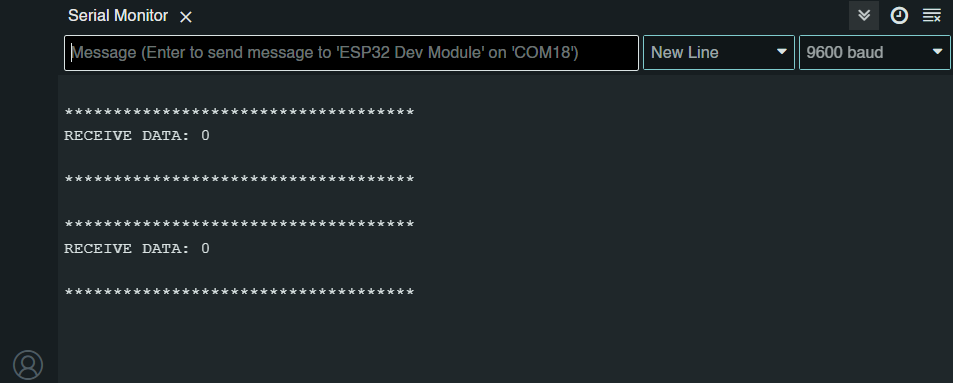 Serial Monitor
Message (Enter to send message to 'ESP32 Dev Module' on 'COM18')
New Line
9600 baud
************************************
RECEIVE DATA: 0
************************************
************************************
RECEIVE DATA: 0
************************************